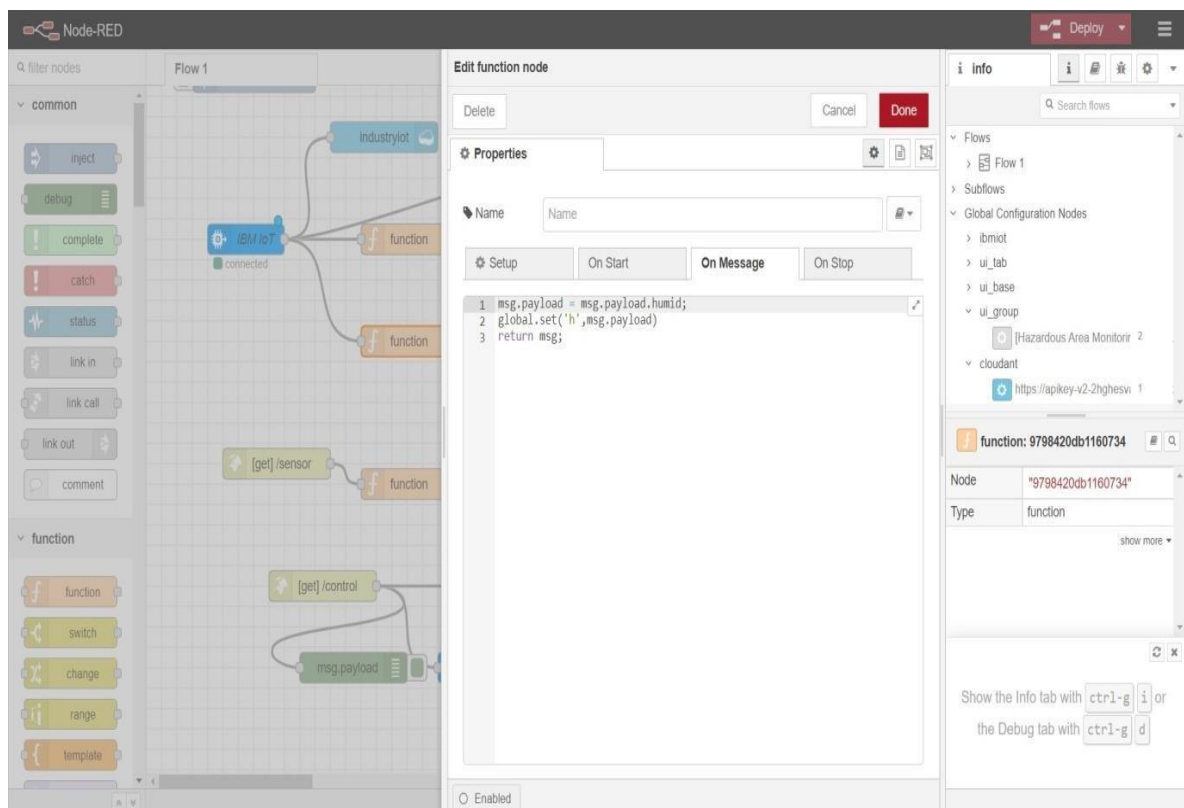 Node-RED
Deploy
filter nodes
common
inject
debug
complete
catch
status
link in
link call
link out
comment
function
function
switch
change
range
template
Flow 1
industryiot
IBM IoT
connected
function
function
[get] /sensor
function
[get] /control
msg.payload
Edit function node
Delete
Cancel
Done
Properties
Name
Name
Setup
On Start
On Message
On Stop
1 msg.payload = msg.payload.humid;
2 global.set('h',msg.payload)
3 return msg;
Enabled
i info
Search flows
Flows
Flow 1
Subflows
Global Configuration Nodes
ibmiot
ui_tab
ui_base
ui_group
[Hazardous Area Monitorin 2
cloudant
https://apikey-v2-2hghesv 1
function: 9798420db1160734
Node "9798420db1160734"
Type function
show more
Show the Info tab with ctrl-g i or
the Debug tab with ctrl-g d